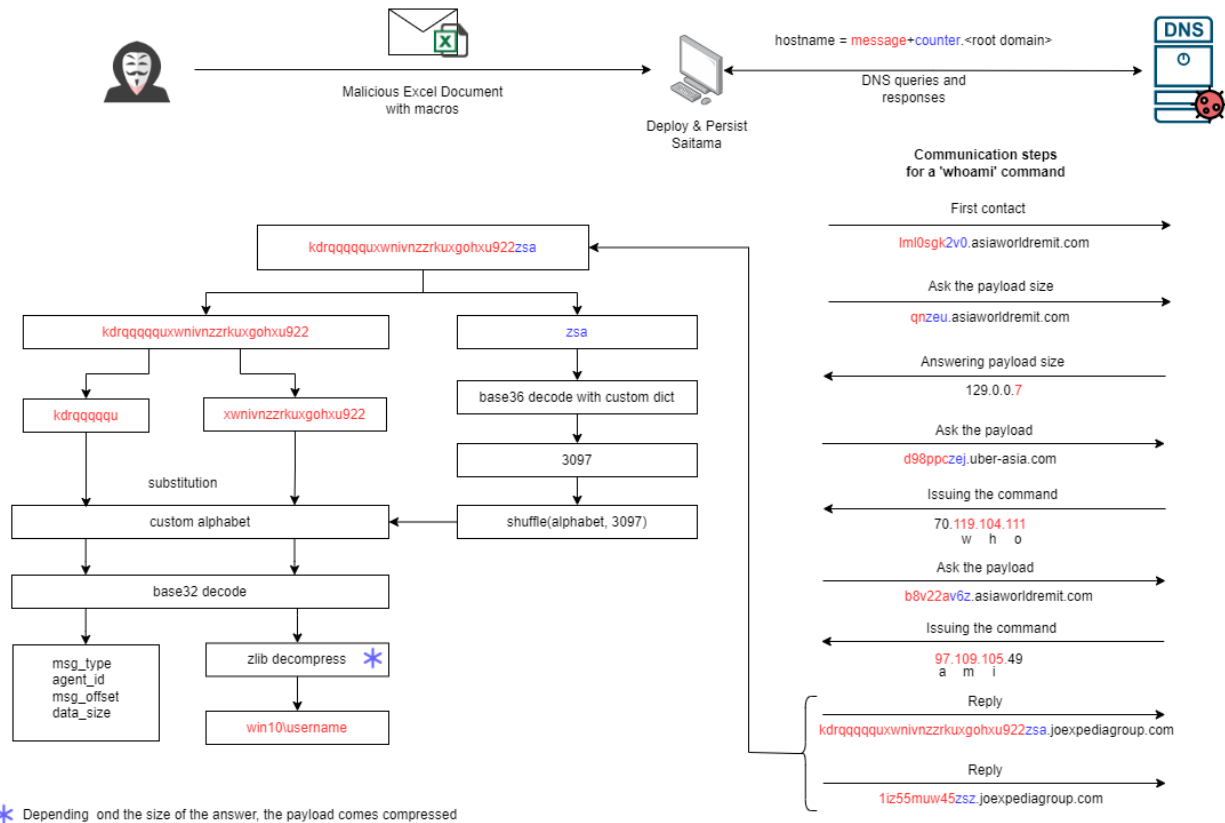 DNS
hostname = message+counter.<root domain>
Malicious Excel Document
with macros
DNS queries and
responses
Deploy & Persist
Saitama
Communication steps
for a 'whoami' command
First contact
lml0sgk2v0.asiaworldremit.com
Ask the payload size
qnzeu.asiaworldremit.com
Answering payload size
129.0.0.7
Ask the payload
d98ppczej.uber-asia.com
Issuing the command
70.119.104.111
w h o
Ask the payload
b8v22av6z.asiaworldremit.com
Issuing the command
97.109.105.49
a m i
Reply
kdrqqqqquxwnivnzzrkuxgohxu922zsa.joexpediagroup.com
Reply
1iz55muw45zsz.joexpediagroup.com
kdrqqqqquxwnivnzzrkuxgohxu922zsa
kdrqqqqquxwnivnzzrkuxgohxu922
zsa
kdrqqqqqu
xwnivnzzrkuxgohxu922
base36 decode with custom dict
3097
substitution
custom alphabet
shuffle(alphabet, 3097)
base32 decode
msg_type
agent_id
msg_offset
data_size
zlib decompress *
win10\username
* Depending ond the size of the answer, the payload comes compressed